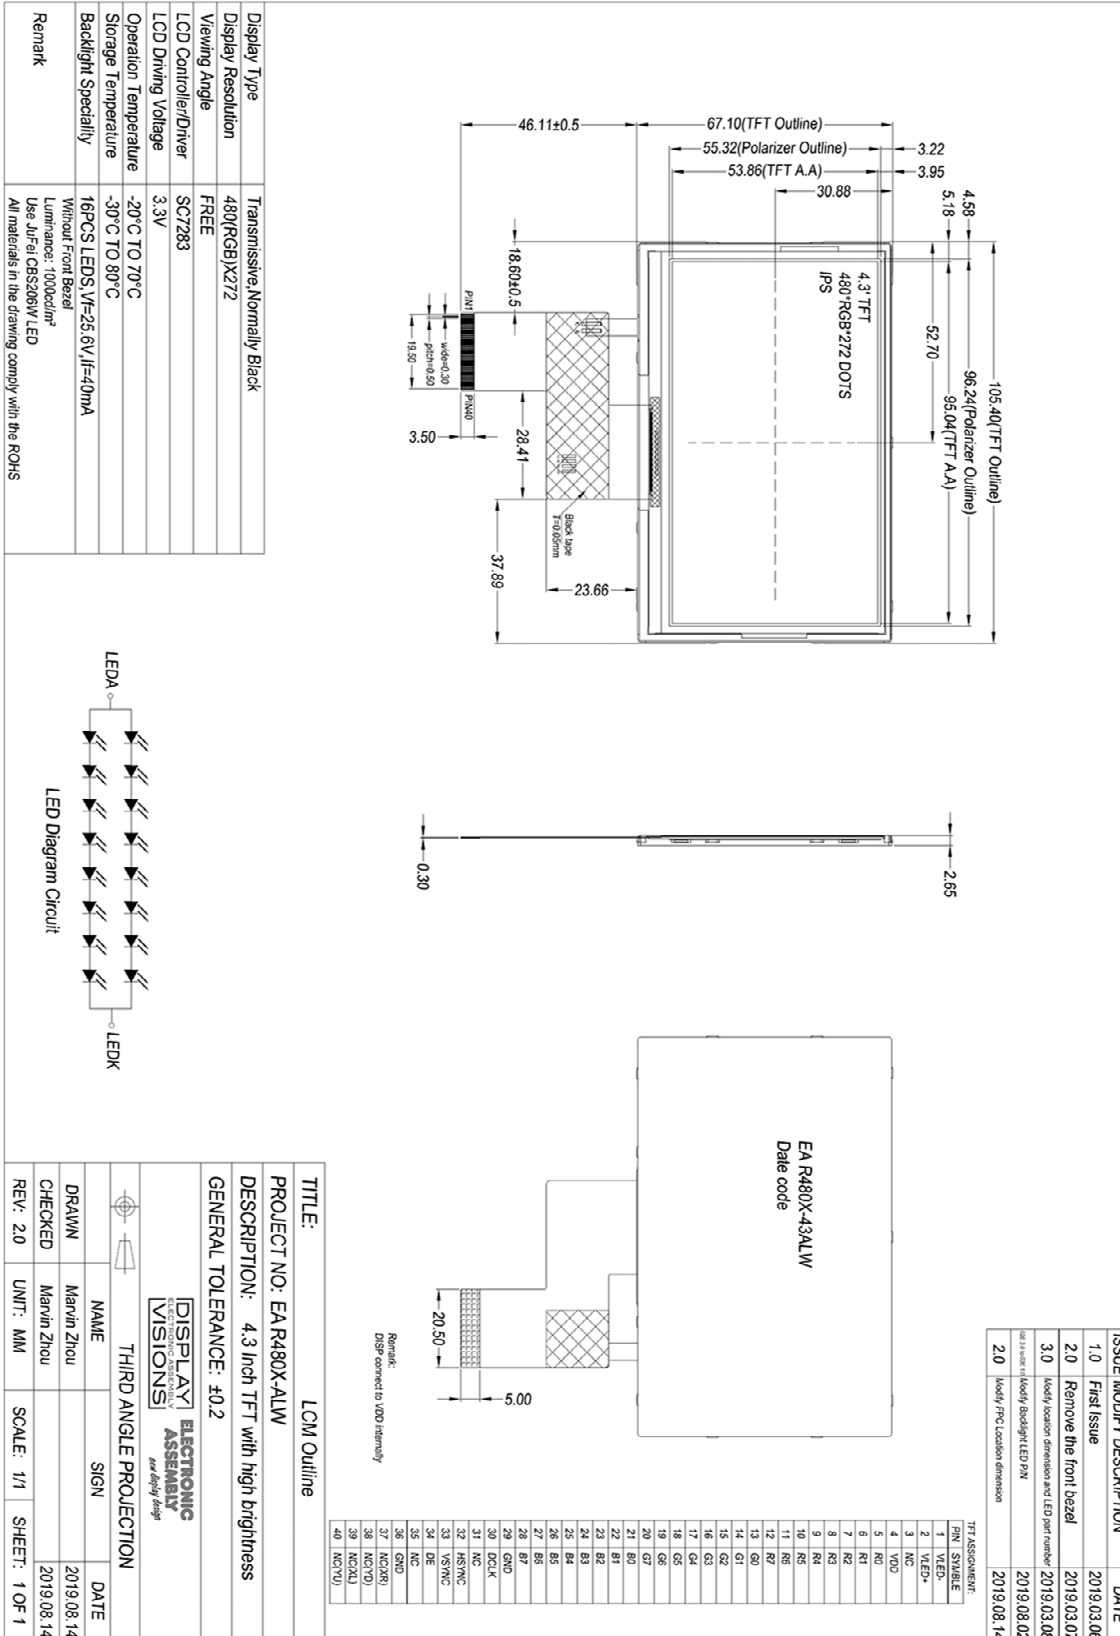 ISSUE MODIFY DESCRIPTION DATE
1.0 First Issue 2019.03.06
2.0 Remove the front bezel 2019.03.07
3.0 Modify location dimension and LED part number 2019.03.08
Modify Backlight LED P/N 2019.08.02
2.0 Modify FPC Location dimension 2019.08.14
105.40(TFT Outline)
96.24(Polarizer Outline)
95.04(TFT A.A)
52.70
4.58
5.18
3.22
3.95
67.10(TFT Outline)
55.32(Polarizer Outline)
53.86(TFT A.A)
30.88
46.11±0.5
4.3' TFT
480*RGB*272 DOTS
IPS
18.60±0.5
PIN1
PIN40
wide=0.30
pitch=0.50
19.50
3.50
28.41
37.89
23.66
Black tape
T=0.05mm
2.65
0.30
EA R480X-43ALW
Date code
20.50
5.00
Remark:
DISP connect to VDD internally
TFT ASSIGNMENT:
PIN SYMBLE
1 VLED-
2 VLED+
3 NC
4 VDD
5 R0
6 R1
7 R2
8 R3
9 R4
10 R5
11 R6
12 R7
13 G0
14 G1
15 G2
16 G3
17 G4
18 G5
19 G6
20 G7
21 B0
22 B1
23 B2
24 B3
25 B4
26 B5
27 B6
28 B7
29 GND
30 DCLK
31 NC
32 HSYNC
33 VSYNC
34 DE
35 NC
36 GND
37 NC(XR)
38 NC(YD)
39 NC(XL)
40 NC(YU)
Display Type Transmissive,Normally Black
Display Resolution 480(RGB)X272
Viewing Angle FREE
LCD Controller/Driver SC7283
LCD Driving Voltage 3.3V
Operation Temperature -20°C TO 70°C
Storage Temperature -30°C TO 80°C
Backlight Speciality 16PCS LEDS,Vf=25.6V,If=40mA
Remark
Without Front Bezel
Luminance: 1000cd/m²
Use JuFei CBS206W LED
All materials in the drawing comply with the ROHS
LEDA
LEDK
LED Diagram Circuit
TITLE: LCM Outline
PROJECT NO: EA R480X-ALW
DESCRIPTION: 4.3 Inch TFT with high brightness
GENERAL TOLERANCE: ±0.2
DISPLAY
ELECTRONIC ASSEMBLY
VISIONS
ELECTRONIC
ASSEMBLY
new display design
THIRD ANGLE PROJECTION
NAME SIGN DATE
DRAWN Marvin Zhou 2019.08.14
CHECKED Marvin Zhou 2019.08.14
REV: 2.0 UNIT: MM SCALE: 1/1 SHEET: 1 OF 1